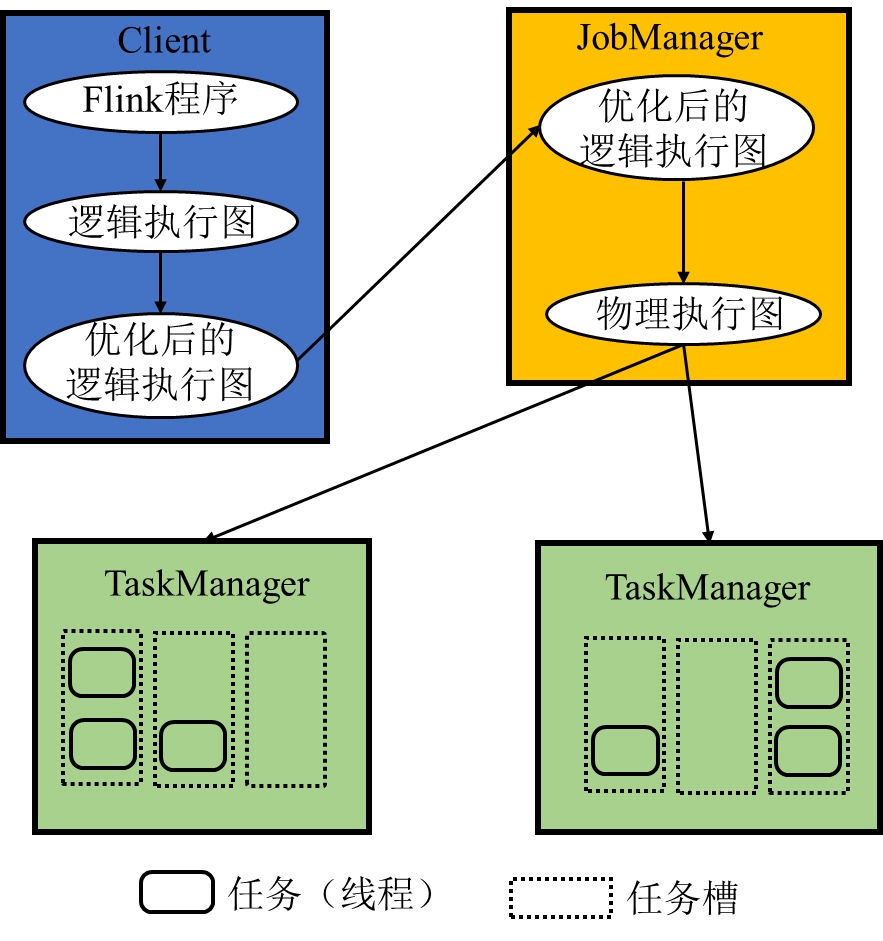 Client
Flink程序
逻辑执行图
优化后的
逻辑执行图
JobManager
优化后的
逻辑执行图
物理执行图
TaskManager
TaskManager
任务（线程）
任务槽